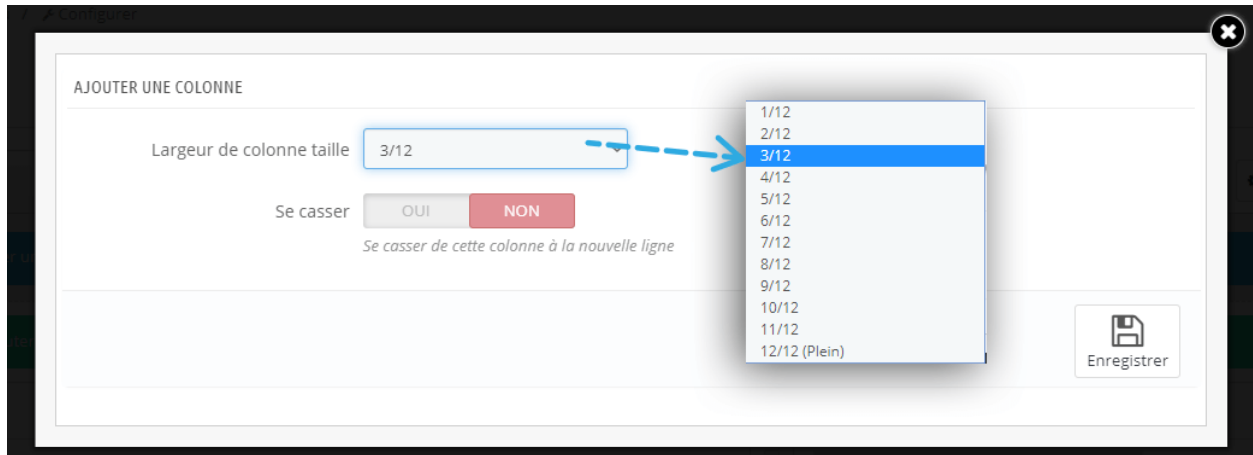 / Configurer
AJOUTER UNE COLONNE
Largeur de colonne taille 3/12
1/12
2/12
3/12
4/12
5/12
6/12
7/12
8/12
9/12
10/12
11/12
12/12 (Plein)
Se casser OUI NON
Se casser de cette colonne à la nouvelle ligne
Enregistrer